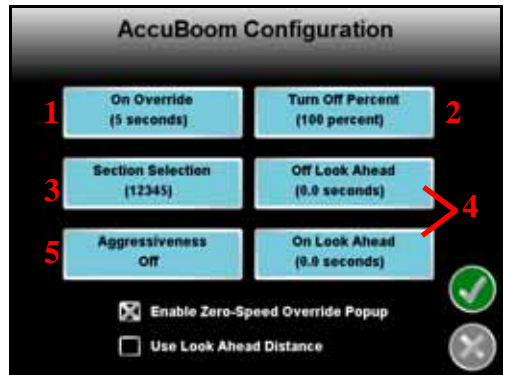 AccuBoom Configuration
1
On Override
(5 seconds)
Turn Off Percent
(100 percent)
2
3
Section Selection
(12345)
Off Look Ahead
(0.0 seconds)
4
5
Aggressiveness
Off
On Look Ahead
(0.0 seconds)
Enable Zero-Speed Override Popup
Use Look Ahead Distance